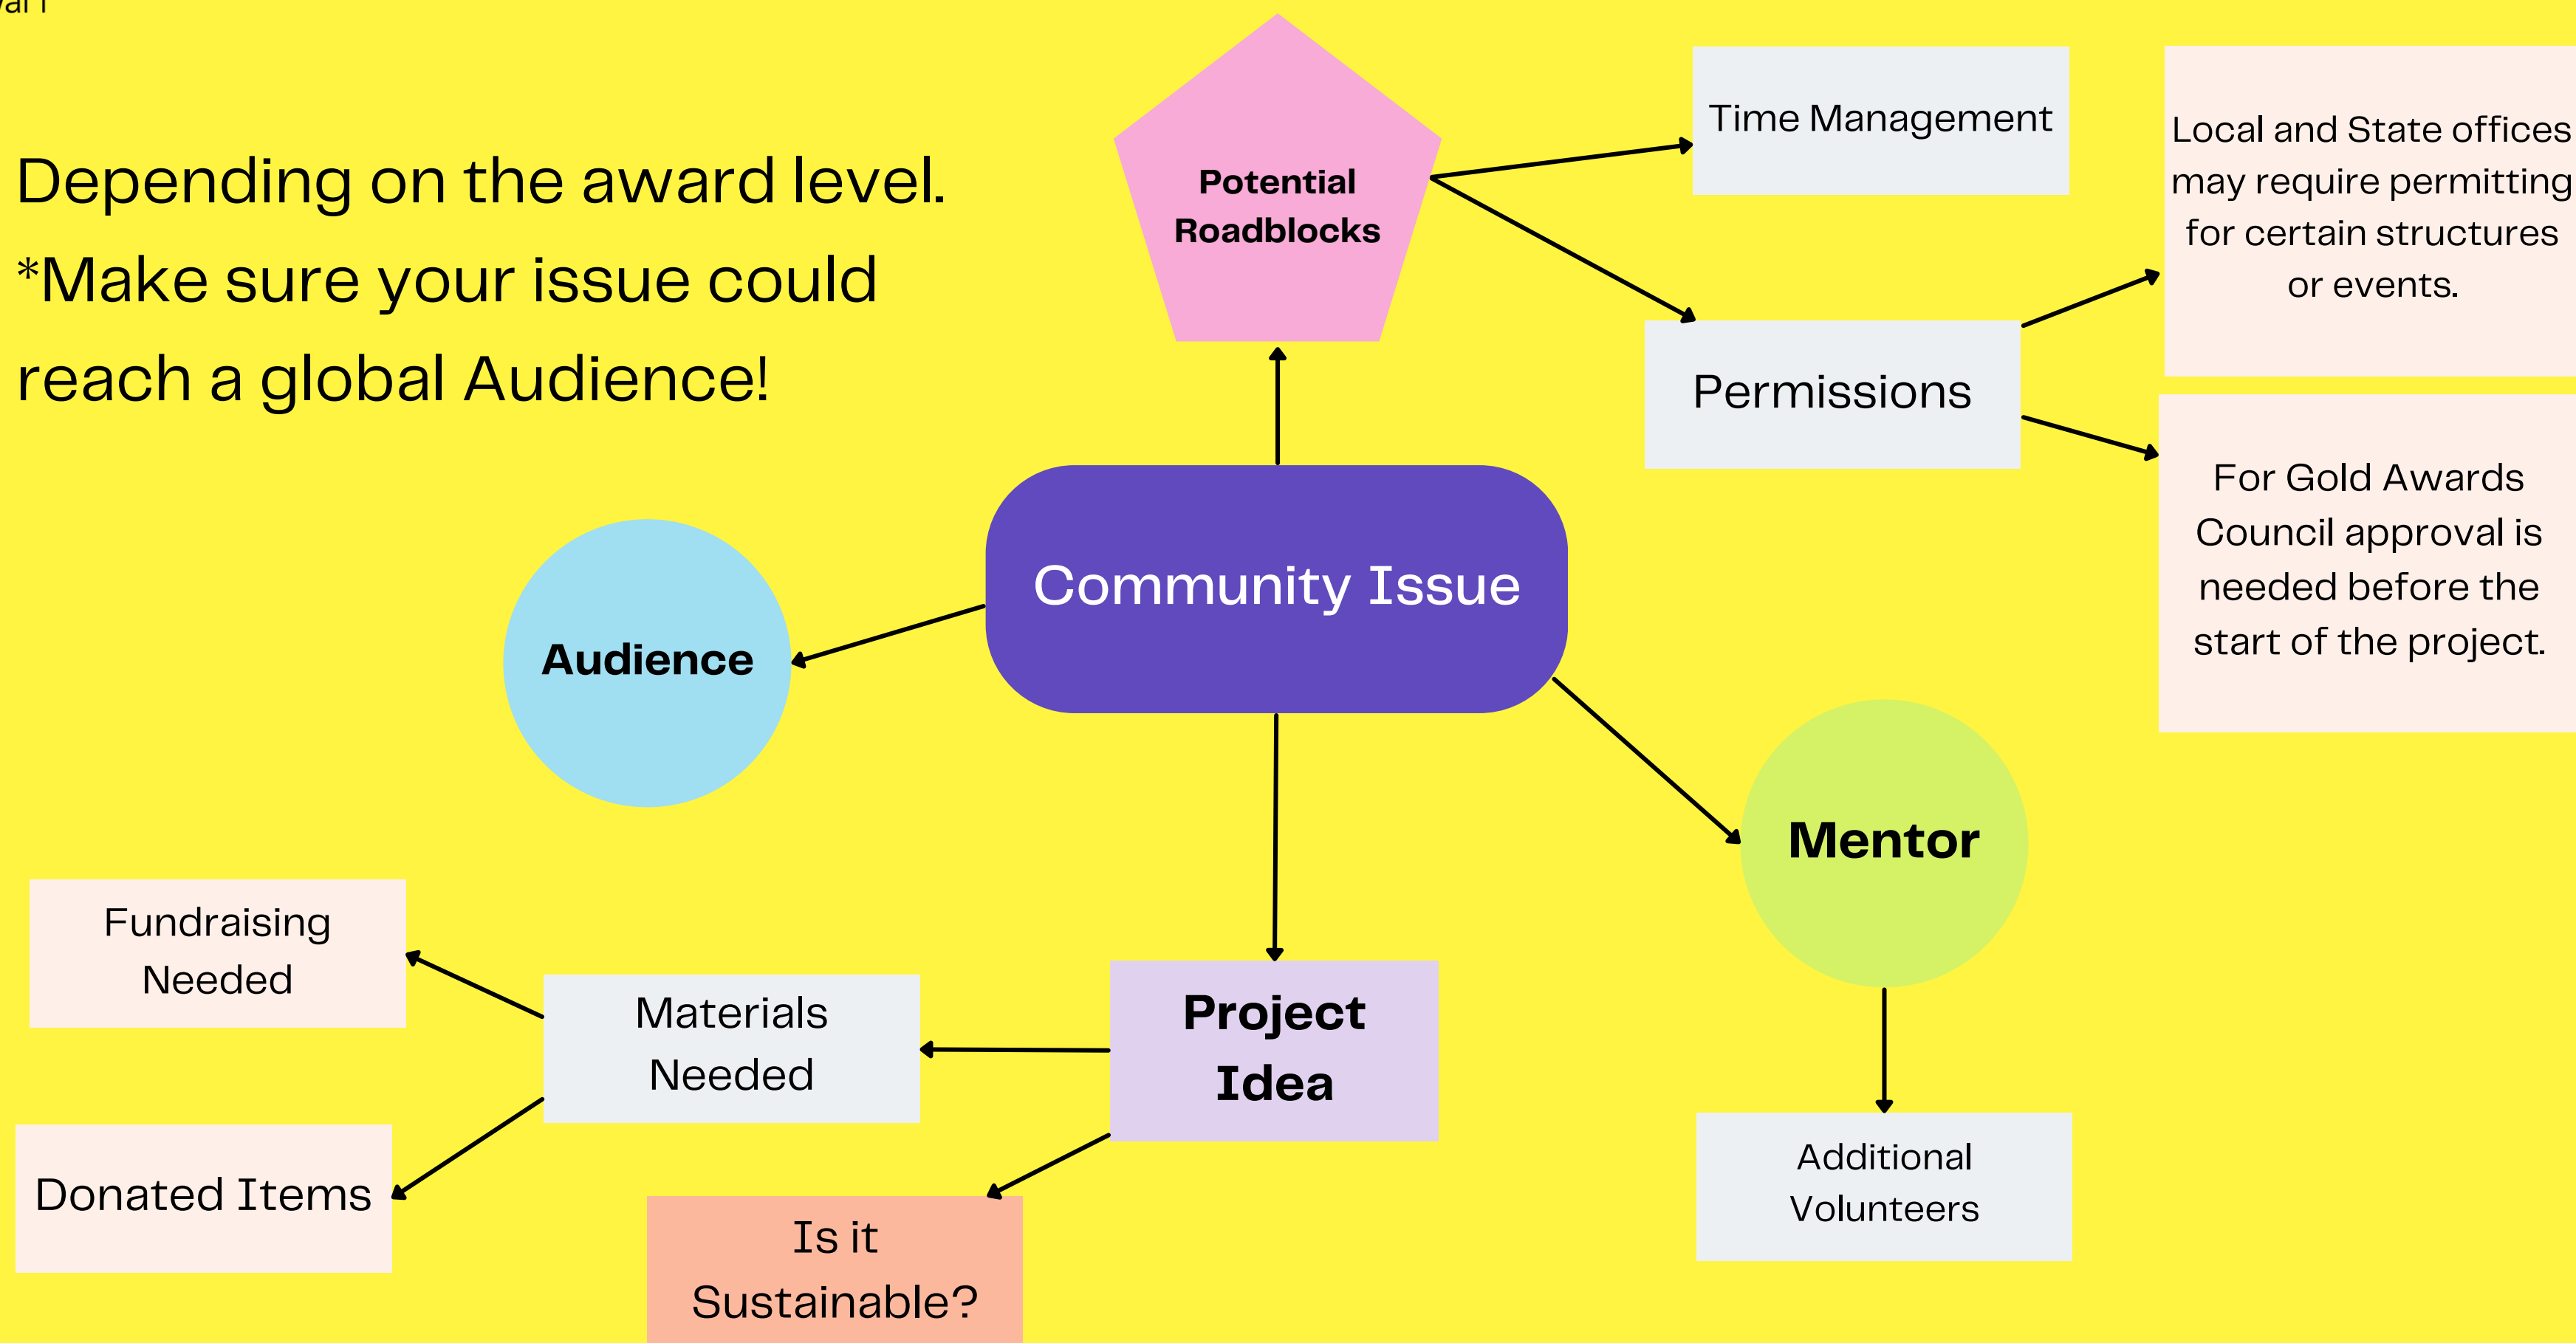 Depending on the award level.
*Make sure your issue could
reach a global Audience!
Potential
Roadblocks
Time Management
Local and State offices
may require permitting
for certain structures
or events.
Permissions
For Gold Awards
Council approval is
needed before the
start of the project.
Community Issue
Audience
Mentor
Fundraising
Needed
Materials
Needed
Project
Idea
Donated Items
Is it
Sustainable?
Additional
Volunteers